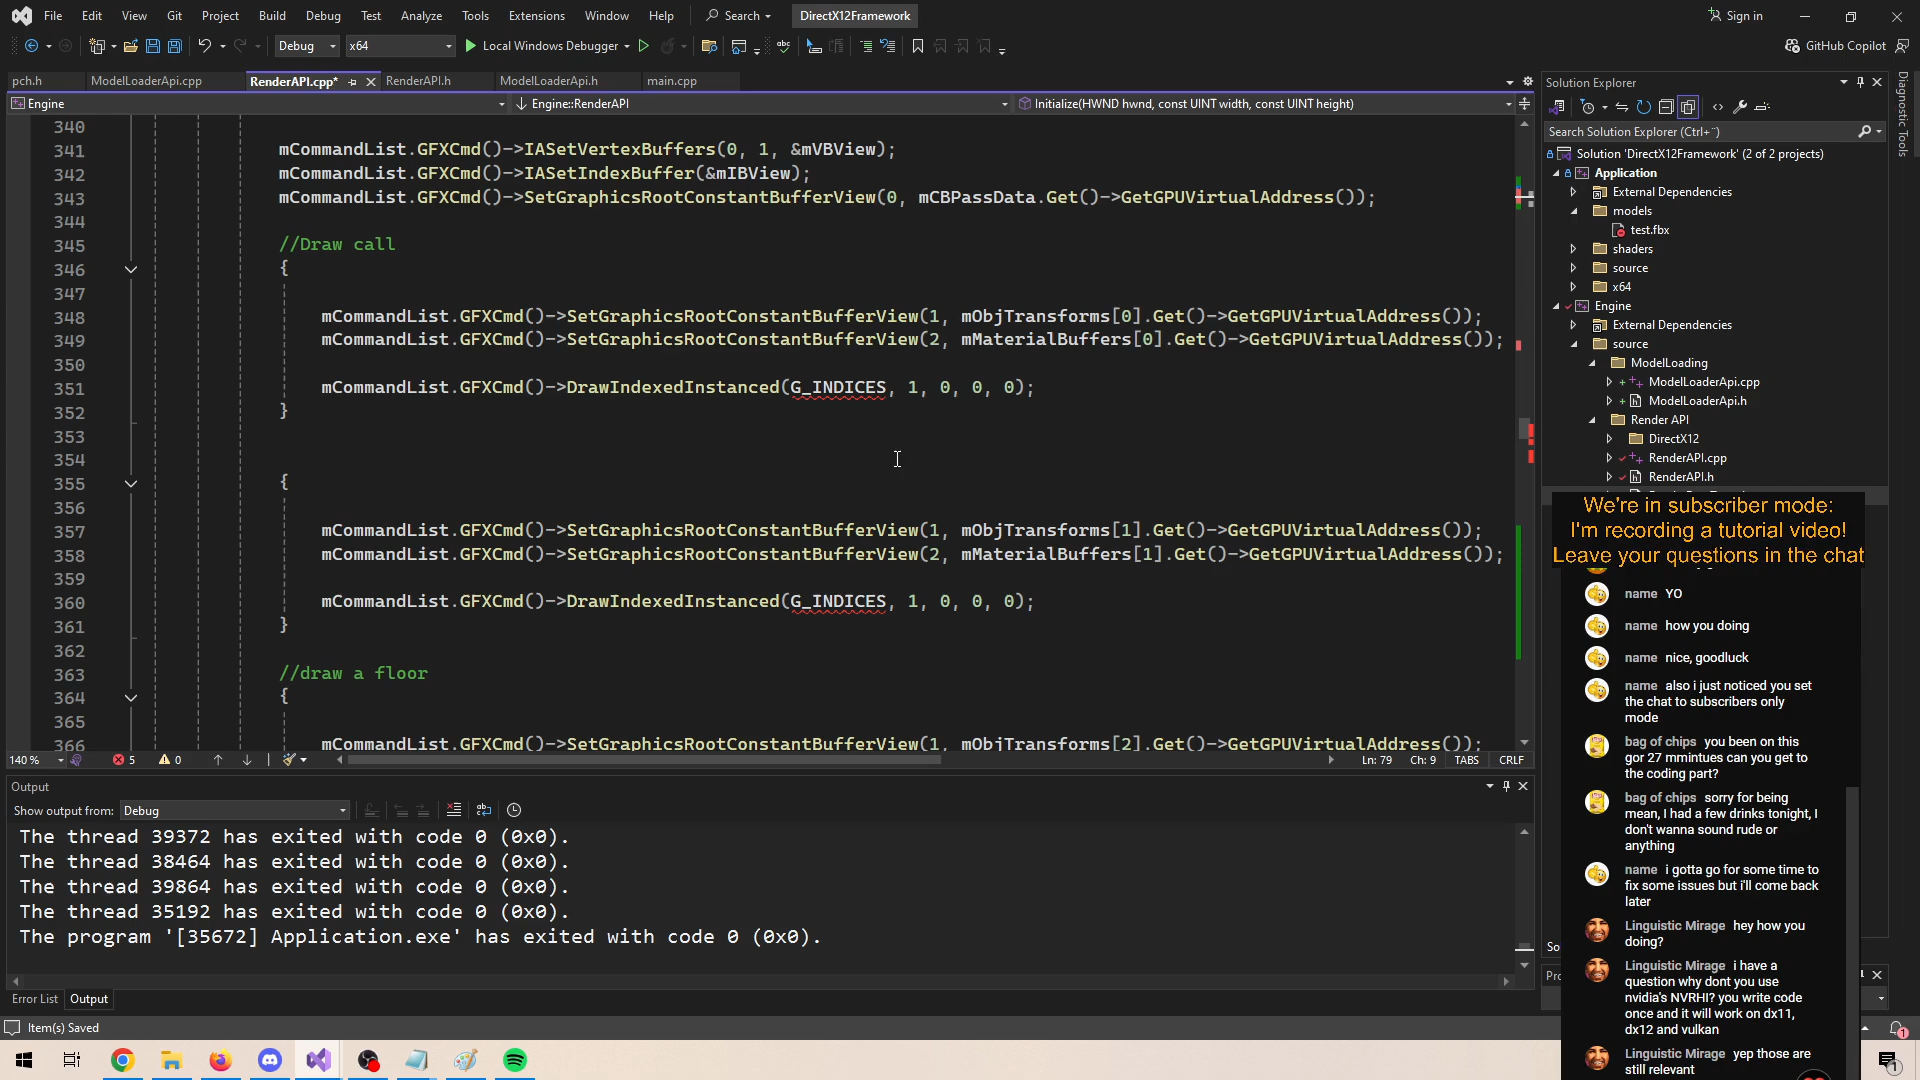 File Edit View Git Project Build Debug Test Analyze Tools Extensions Window Help Search DirectX12Framework Sign in
Debug x64 Local Windows Debugger GitHub Copilot
pch.h ModelLoaderApi.cpp RenderAPI.cpp* RenderAPI.h ModelLoaderApi.h main.cpp
Engine Engine::RenderAPI Initialize(HWND hwnd, const UINT width, const UINT height)
340
341 mCommandList.GFXCmd()->IASetVertexBuffers(0, 1, &mVBView);
342 mCommandList.GFXCmd()->IASetIndexBuffer(&mIBView);
343 mCommandList.GFXCmd()->SetGraphicsRootConstantBufferView(0, mCBPassData.Get()->GetGPUVirtualAddress());
344
345 //Draw call
346 {
347
348 mCommandList.GFXCmd()->SetGraphicsRootConstantBufferView(1, mObjTransforms[0].Get()->GetGPUVirtualAddress());
349 mCommandList.GFXCmd()->SetGraphicsRootConstantBufferView(2, mMaterialBuffers[0].Get()->GetGPUVirtualAddress());
350
351 mCommandList.GFXCmd()->DrawIndexedInstanced(G_INDICES, 1, 0, 0, 0);
352 }
353
354
355 {
356
357 mCommandList.GFXCmd()->SetGraphicsRootConstantBufferView(1, mObjTransforms[1].Get()->GetGPUVirtualAddress());
358 mCommandList.GFXCmd()->SetGraphicsRootConstantBufferView(2, mMaterialBuffers[1].Get()->GetGPUVirtualAddress());
359
360 mCommandList.GFXCmd()->DrawIndexedInstanced(G_INDICES, 1, 0, 0, 0);
361 }
362
363 //draw a floor
364 {
365
366 mCommandList.GFXCmd()->SetGraphicsRootConstantBufferView(1, mObjTransforms[2].Get()->GetGPUVirtualAddress());
140 % 5 0 Ln: 79 Ch: 9 TABS CRLF
Output
Show output from: Debug
The thread 39372 has exited with code 0 (0x0).
The thread 38464 has exited with code 0 (0x0).
The thread 39864 has exited with code 0 (0x0).
The thread 35192 has exited with code 0 (0x0).
The program '[35672] Application.exe' has exited with code 0 (0x0).
Error List Output
Item(s) Saved
Solution Explorer
Search Solution Explorer (Ctrl+¨)
Solution 'DirectX12Framework' (2 of 2 projects)
Application
External Dependencies
models
test.fbx
shaders
source
x64
Engine
External Dependencies
source
ModelLoading
ModelLoaderApi.cpp
ModelLoaderApi.h
Render API
DirectX12
RenderAPI.cpp
RenderAPI.h
Diagnostic Tools
We're in subscriber mode:
I'm recording a tutorial video!
Leave your questions in the chat
name YO
name how you doing
name nice, goodluck
name also i just noticed you set
the chat to subscribers only
mode
bag of chips you been on this
gor 27 mmintues can you get to
the coding part?
bag of chips sorry for being
mean, I had a few drinks tonight, I
don't wanna sound rude or
anything
name i gotta go for some time to
fix some issues but i'll come back
later
Linguistic Mirage hey how you
doing?
Linguistic Mirage i have a
question why dont you use
nvidia's NVRHI? you write code
once and it will work on dx11,
dx12 and vulkan
Linguistic Mirage yep those are
still relevant
So
Pro
1
1